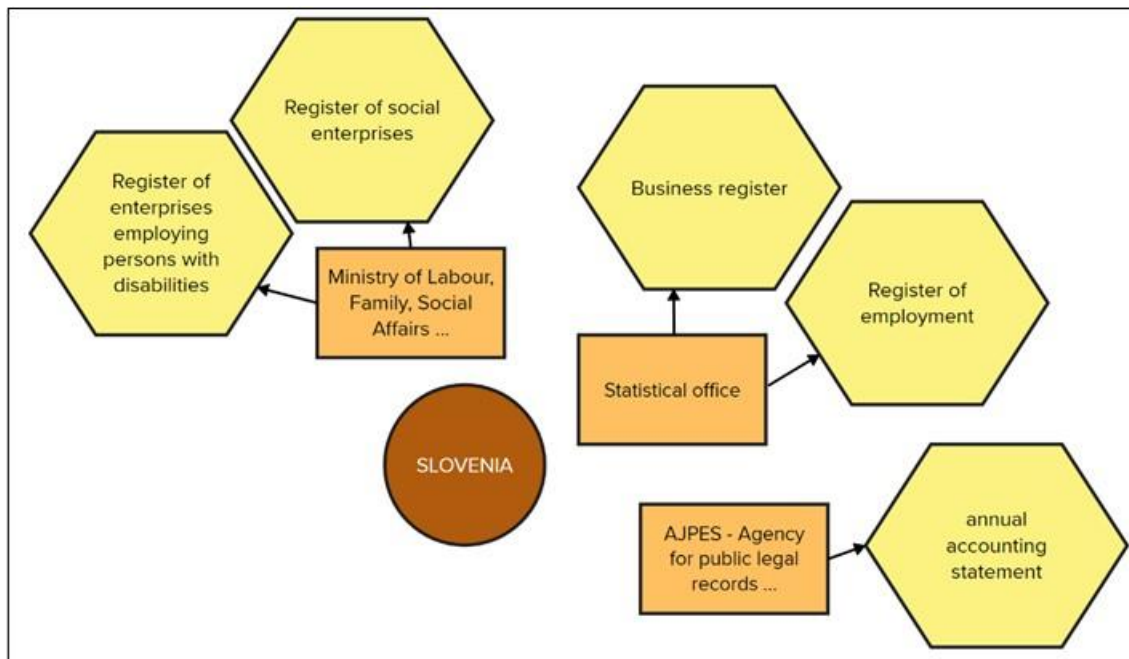 Register of social
enterprises
Register of
enterprises
employing
persons with
disabilities
Ministry of Labour,
Family, Social
Affairs ...
Business register
Register of
employment
Statistical office
SLOVENIA
AJPES - Agency
for public legal
records ...
annual
accounting
statement